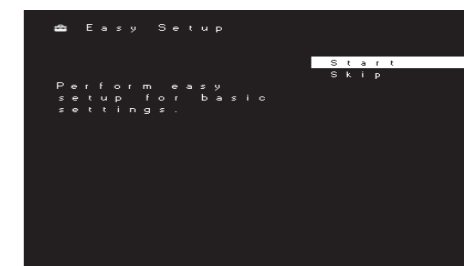 Easy Setup
Start
Skip
Perform easy
setup for basic
settings.